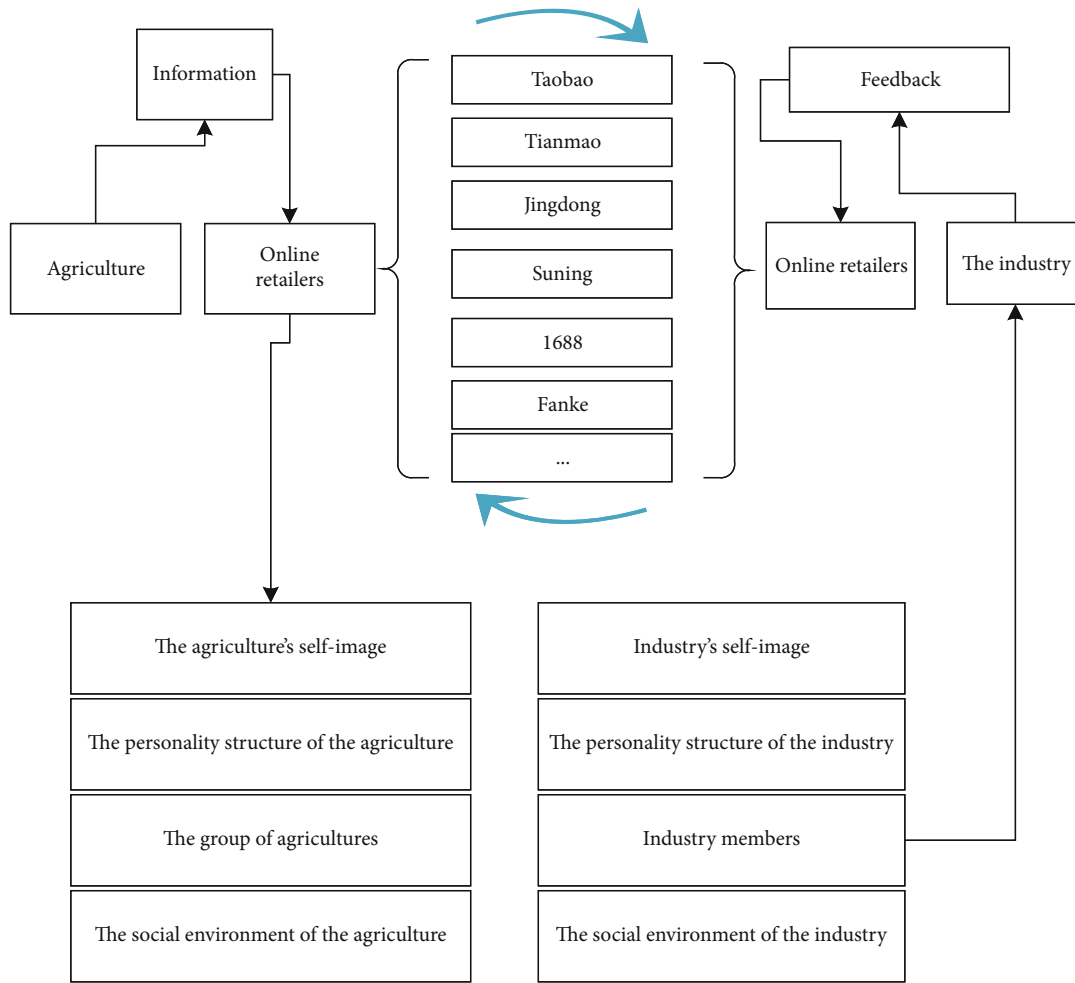 Information
Agriculture
Online
retailers
Taobao
Tianmao
Jingdong
Suning
1688
Fanke
...
Feedback
Online retailers
The industry
The agriculture's self-image
The personality structure of the agriculture
The group of agricultures
The social environment of the agriculture
Industry's self-image
The personality structure of the industry
Industry members
The social environment of the industry